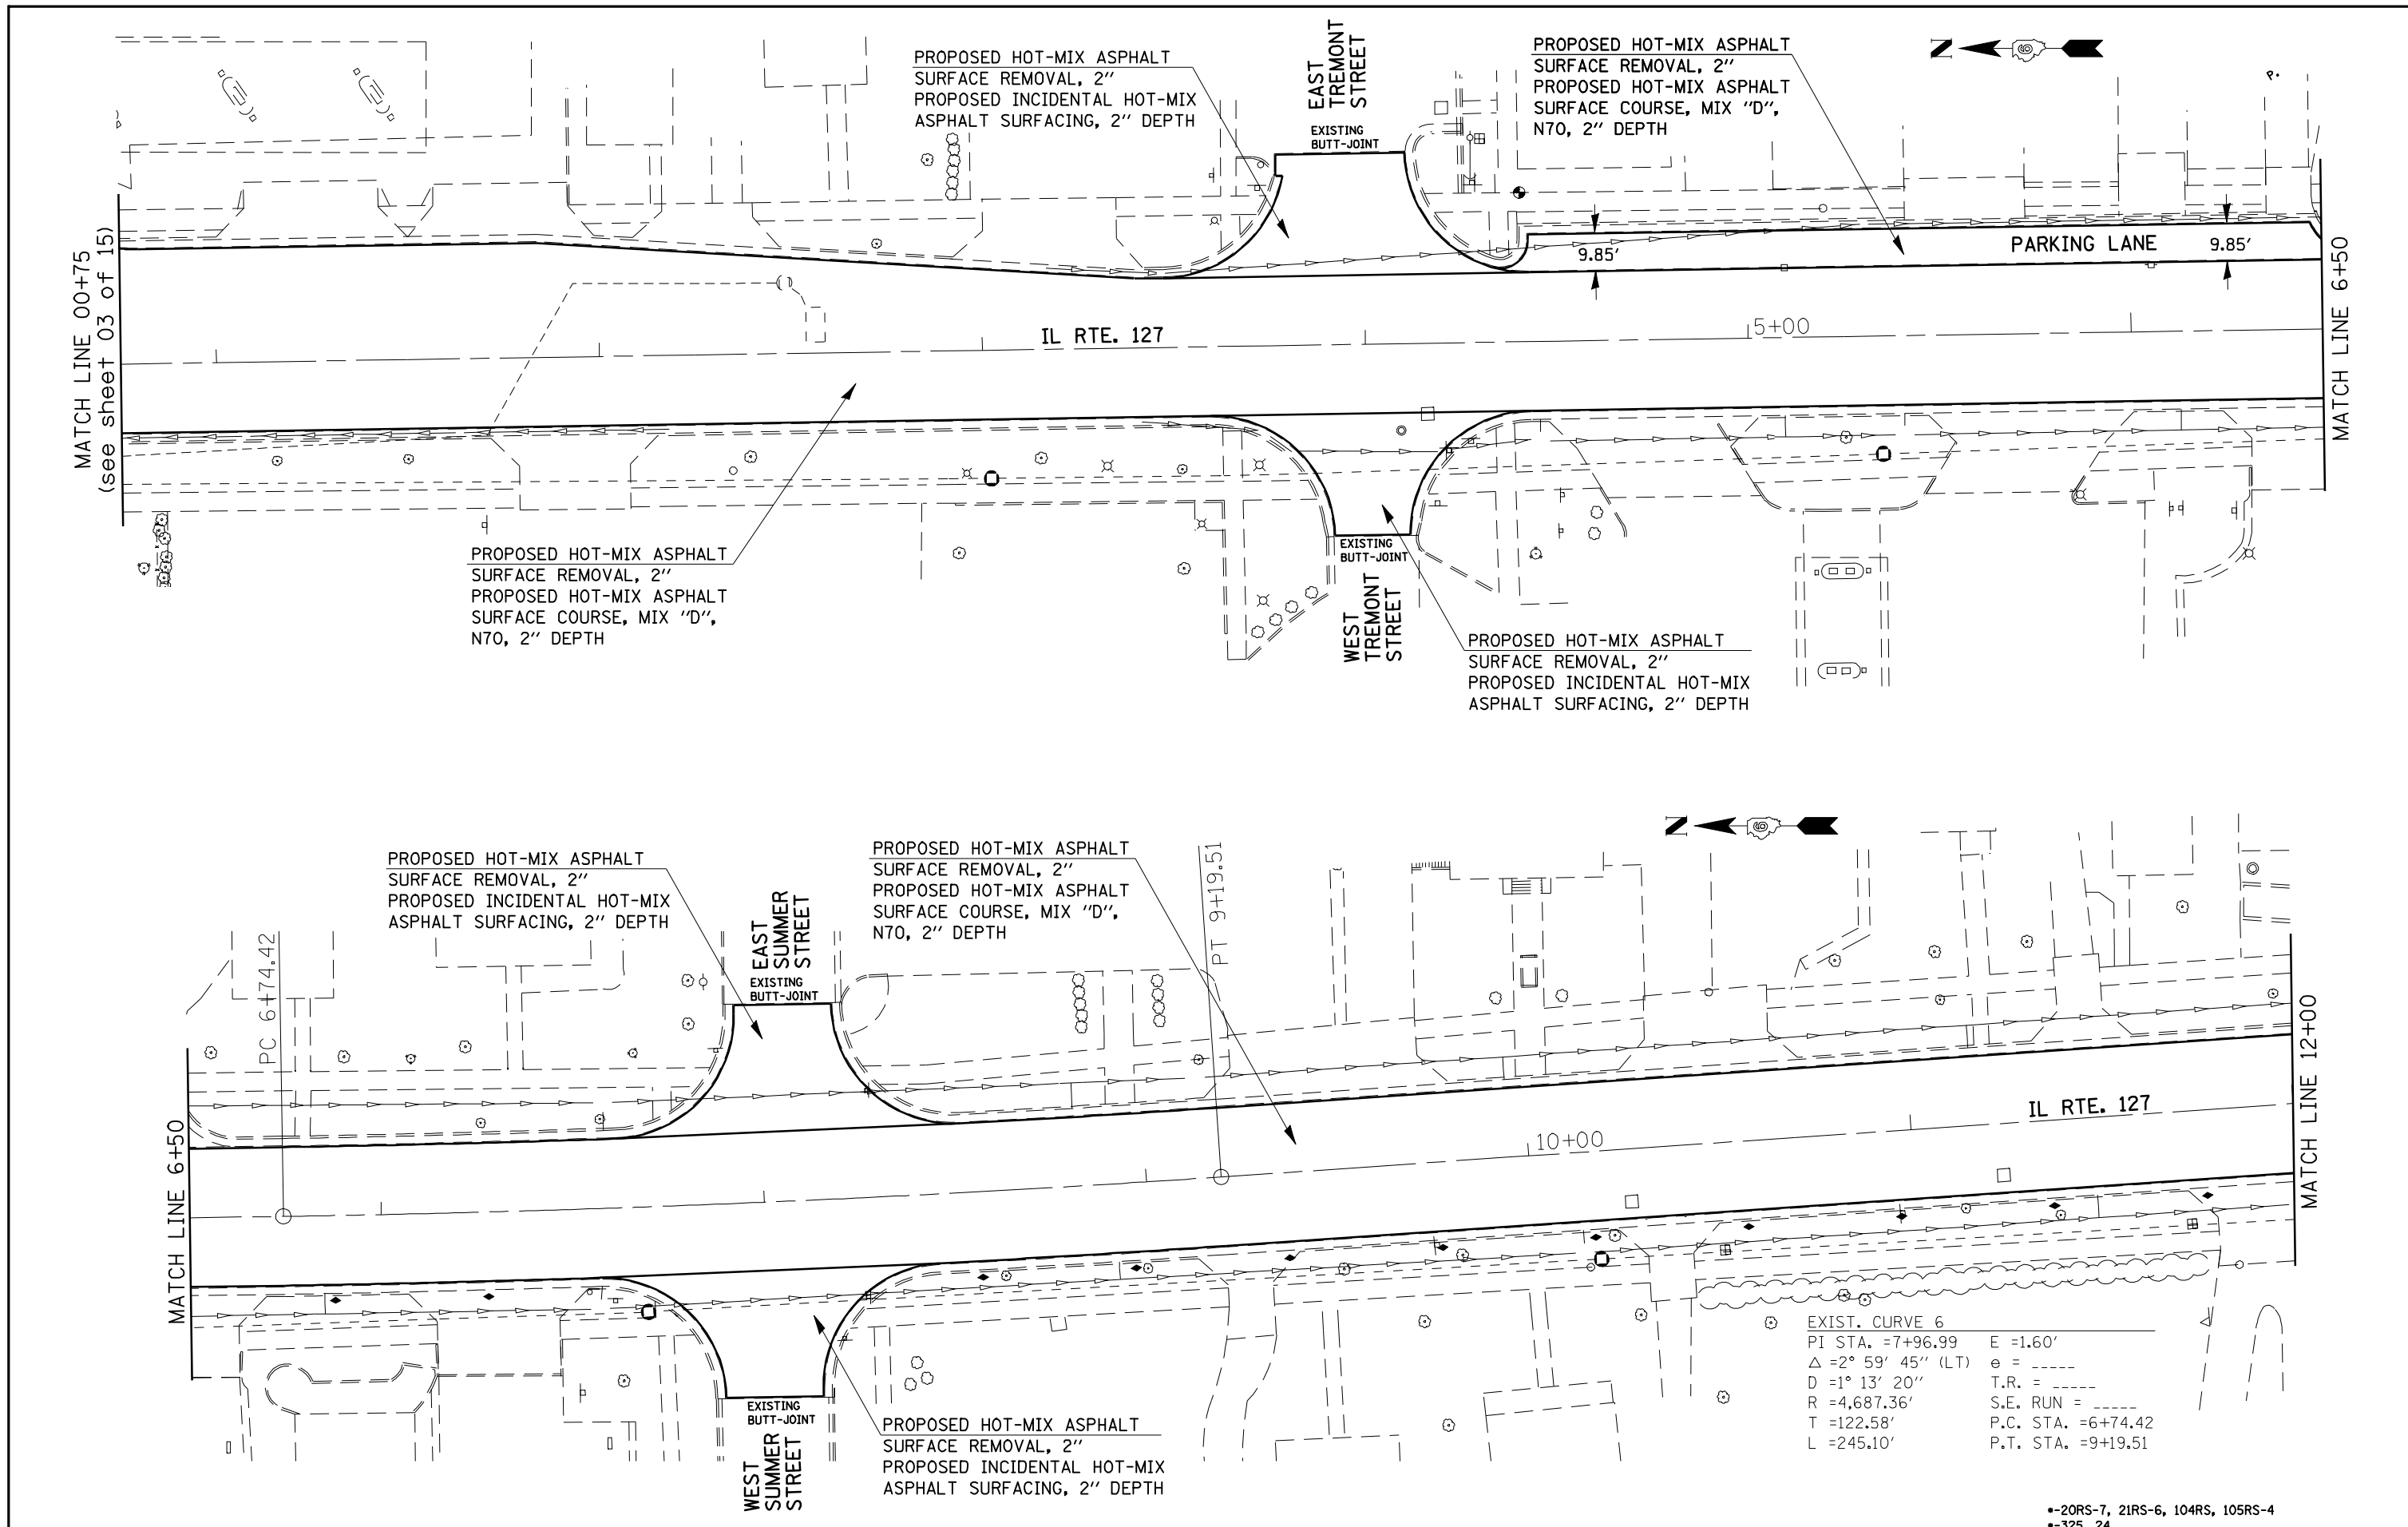 PROPOSED HOT-MIX ASPHALT
SURFACE REMOVAL, 2"
PROPOSED INCIDENTAL HOT-MIX
ASPHALT SURFACING, 2" DEPTH
EAST
TREMONT
STREET
EXISTING
BUTT-JOINT
PROPOSED HOT-MIX ASPHALT
SURFACE REMOVAL, 2"
PROPOSED HOT-MIX ASPHALT
SURFACE COURSE, MIX "D",
N70, 2" DEPTH
N
MATCH LINE 00+75
(see sheet 03 of 15)
9.85'
PARKING LANE
9.85'
IL RTE. 127
5+00
MATCH LINE 6+50
PROPOSED HOT-MIX ASPHALT
SURFACE REMOVAL, 2"
PROPOSED HOT-MIX ASPHALT
SURFACE COURSE, MIX "D",
N70, 2" DEPTH
EXISTING
BUTT-JOINT
WEST
TREMONT
STREET
PROPOSED HOT-MIX ASPHALT
SURFACE REMOVAL, 2"
PROPOSED INCIDENTAL HOT-MIX
ASPHALT SURFACING, 2" DEPTH
N
PROPOSED HOT-MIX ASPHALT
SURFACE REMOVAL, 2"
PROPOSED INCIDENTAL HOT-MIX
ASPHALT SURFACING, 2" DEPTH
EAST
SUMMER
STREET
EXISTING
BUTT-JOINT
PROPOSED HOT-MIX ASPHALT
SURFACE REMOVAL, 2"
PROPOSED HOT-MIX ASPHALT
SURFACE COURSE, MIX "D",
N70, 2" DEPTH
PC 6+74.42
PT 9+19.51
MATCH LINE 6+50
10+00
IL RTE. 127
MATCH LINE 12+00
EXISTING
BUTT-JOINT
WEST
SUMMER
STREET
PROPOSED HOT-MIX ASPHALT
SURFACE REMOVAL, 2"
PROPOSED INCIDENTAL HOT-MIX
ASPHALT SURFACING, 2" DEPTH
EXIST. CURVE 6
PI STA. =7+96.99 E =1.60'
△ =2° 59' 45" (LT) e = -----
D =1° 13' 20" T.R. = -----
R =4,687.36' S.E. RUN = -----
T =122.58' P.C. STA. =6+74.42
L =245.10' P.T. STA. =9+19.51
*-20RS-7, 21RS-6, 104RS, 105RS-4